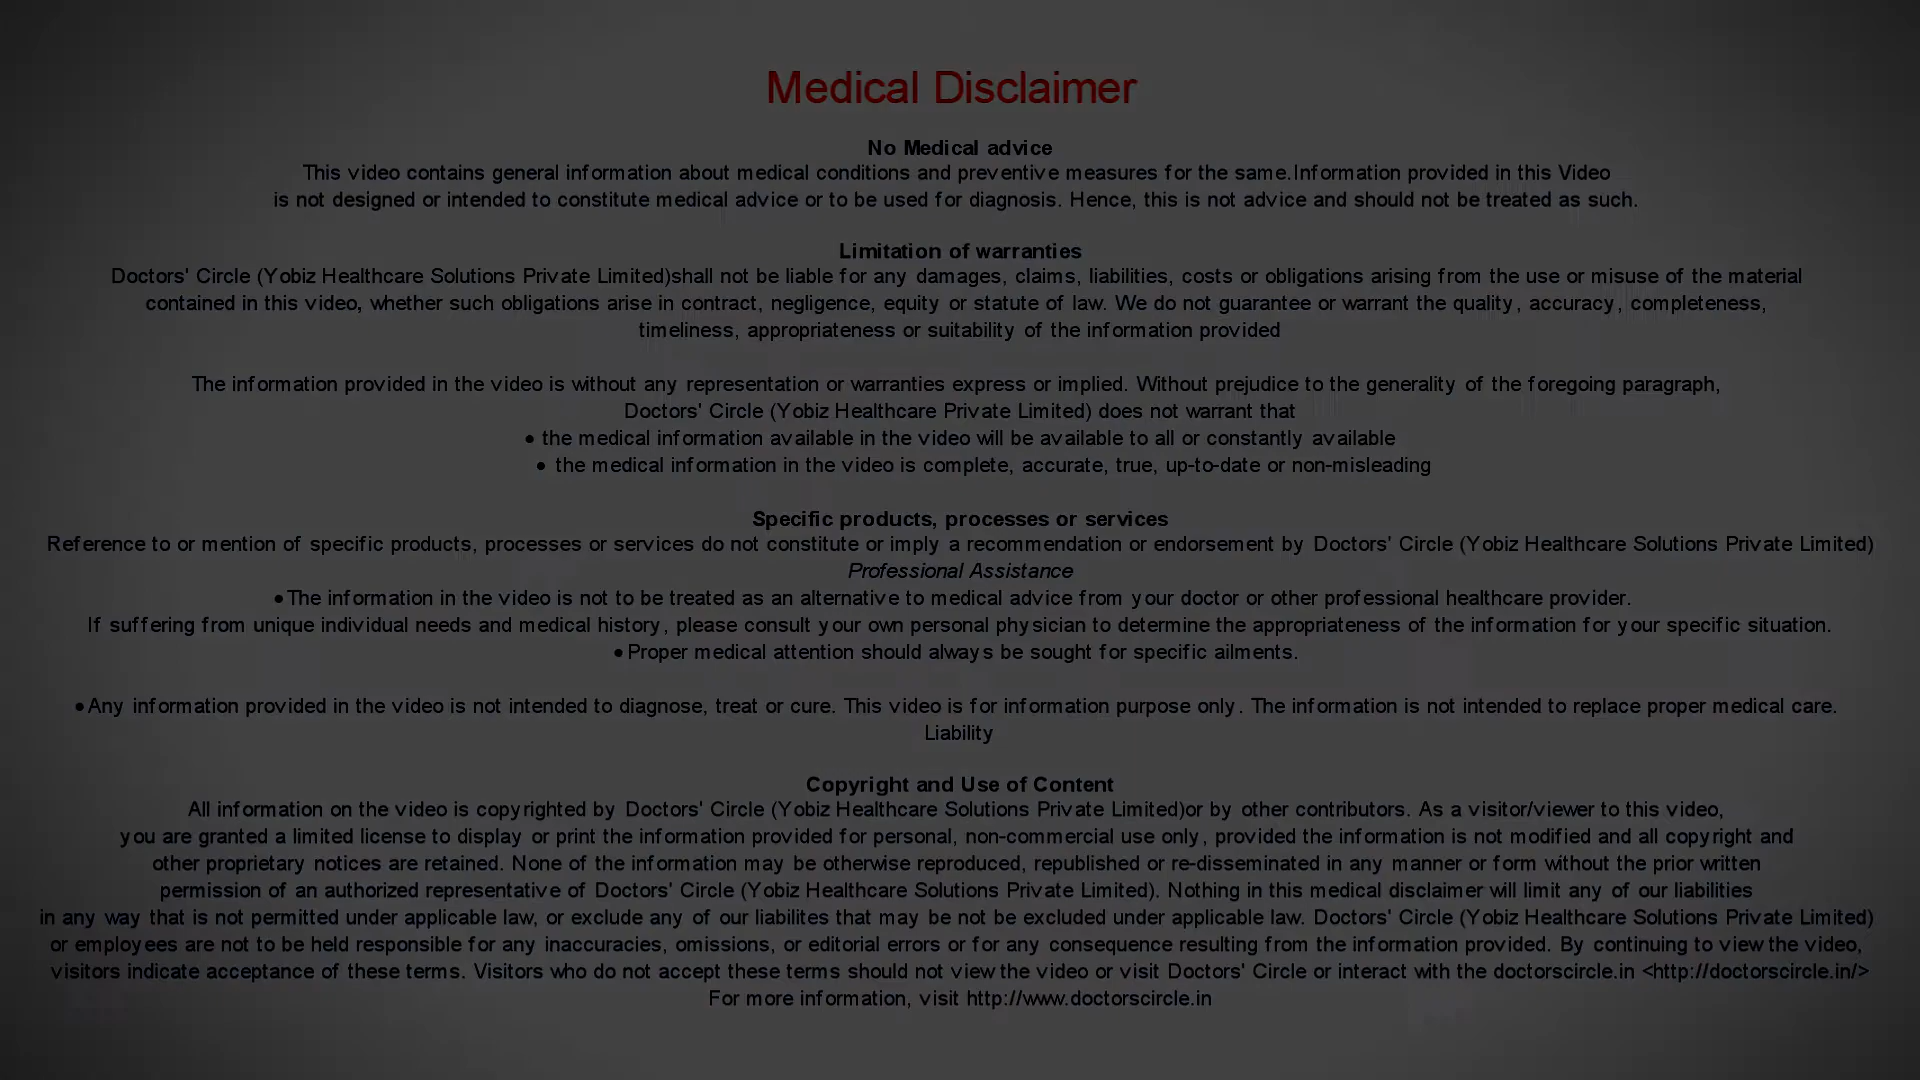 Medical Disclaimer
No Medical advice
This video contains general information about medical conditions and preventive measures for the same.Information provided in this Video
is not designed or intended to constitute medical advice or to be used for diagnosis. Hence, this is not advice and should not be treated as such.
Limitation of warranties
Doctors' Circle (Yobiz Healthcare Solutions Private Limited)shall not be liable for any damages, claims, liabilities, costs or obligations arising from the use or misuse of the material
contained in this video, whether such obligations arise in contract, negligence, equity or statute of law. We do not guarantee or warrant the quality, accuracy, completeness,
timeliness, appropriateness or suitability of the information provided
The information provided in the video is without any representation or warranties express or implied. Without prejudice to the generality of the foregoing paragraph,
Doctors' Circle (Yobiz Healthcare Private Limited) does not warrant that
• the medical information available in the video will be available to all or constantly available
• the medical information in the video is complete, accurate, true, up-to-date or non-misleading
Specific products, processes or services
Reference to or mention of specific products, processes or services do not constitute or imply a recommendation or endorsement by Doctors' Circle (Yobiz Healthcare Solutions Private Limited)
Professional Assistance
•The information in the video is not to be treated as an alternative to medical advice from your doctor or other professional healthcare provider.
If suffering from unique individual needs and medical history, please consult your own personal physician to determine the appropriateness of the information for your specific situation.
•Proper medical attention should always be sought for specific ailments.
•Any information provided in the video is not intended to diagnose, treat or cure. This video is for information purpose only. The information is not intended to replace proper medical care.
Liability
Copyright and Use of Content
All information on the video is copyrighted by Doctors' Circle (Yobiz Healthcare Solutions Private Limited)or by other contributors. As a visitor/viewer to this video,
you are granted a limited license to display or print the information provided for personal, non-commercial use only, provided the information is not modified and all copyright and
other proprietary notices are retained. None of the information may be otherwise reproduced, republished or re-disseminated in any manner or form without the prior written
permission of an authorized representative of Doctors' Circle (Yobiz Healthcare Solutions Private Limited). Nothing in this medical disclaimer will limit any of our liabilities
in any way that is not permitted under applicable law, or exclude any of our liabilites that may be not be excluded under applicable law. Doctors' Circle (Yobiz Healthcare Solutions Private Limited)
or employees are not to be held responsible for any inaccuracies, omissions, or editorial errors or for any consequence resulting from the information provided. By continuing to view the video,
visitors indicate acceptance of these terms. Visitors who do not accept these terms should not view the video or visit Doctors' Circle or interact with the doctorscircle.in <http://doctorscircle.in/>
For more information, visit http://www.doctorscircle.in